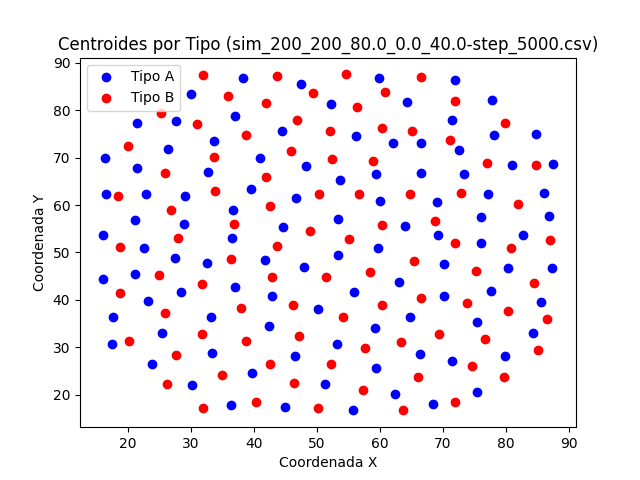 Centroides por Tipo (sim_200_200_80.0_0.0_40.0-step_5000.csv)
Tipo A
Tipo B
90
80
70
60
50
40
30
20
Coordenada Y
20 30 40 50 60 70 80 90
Coordenada X